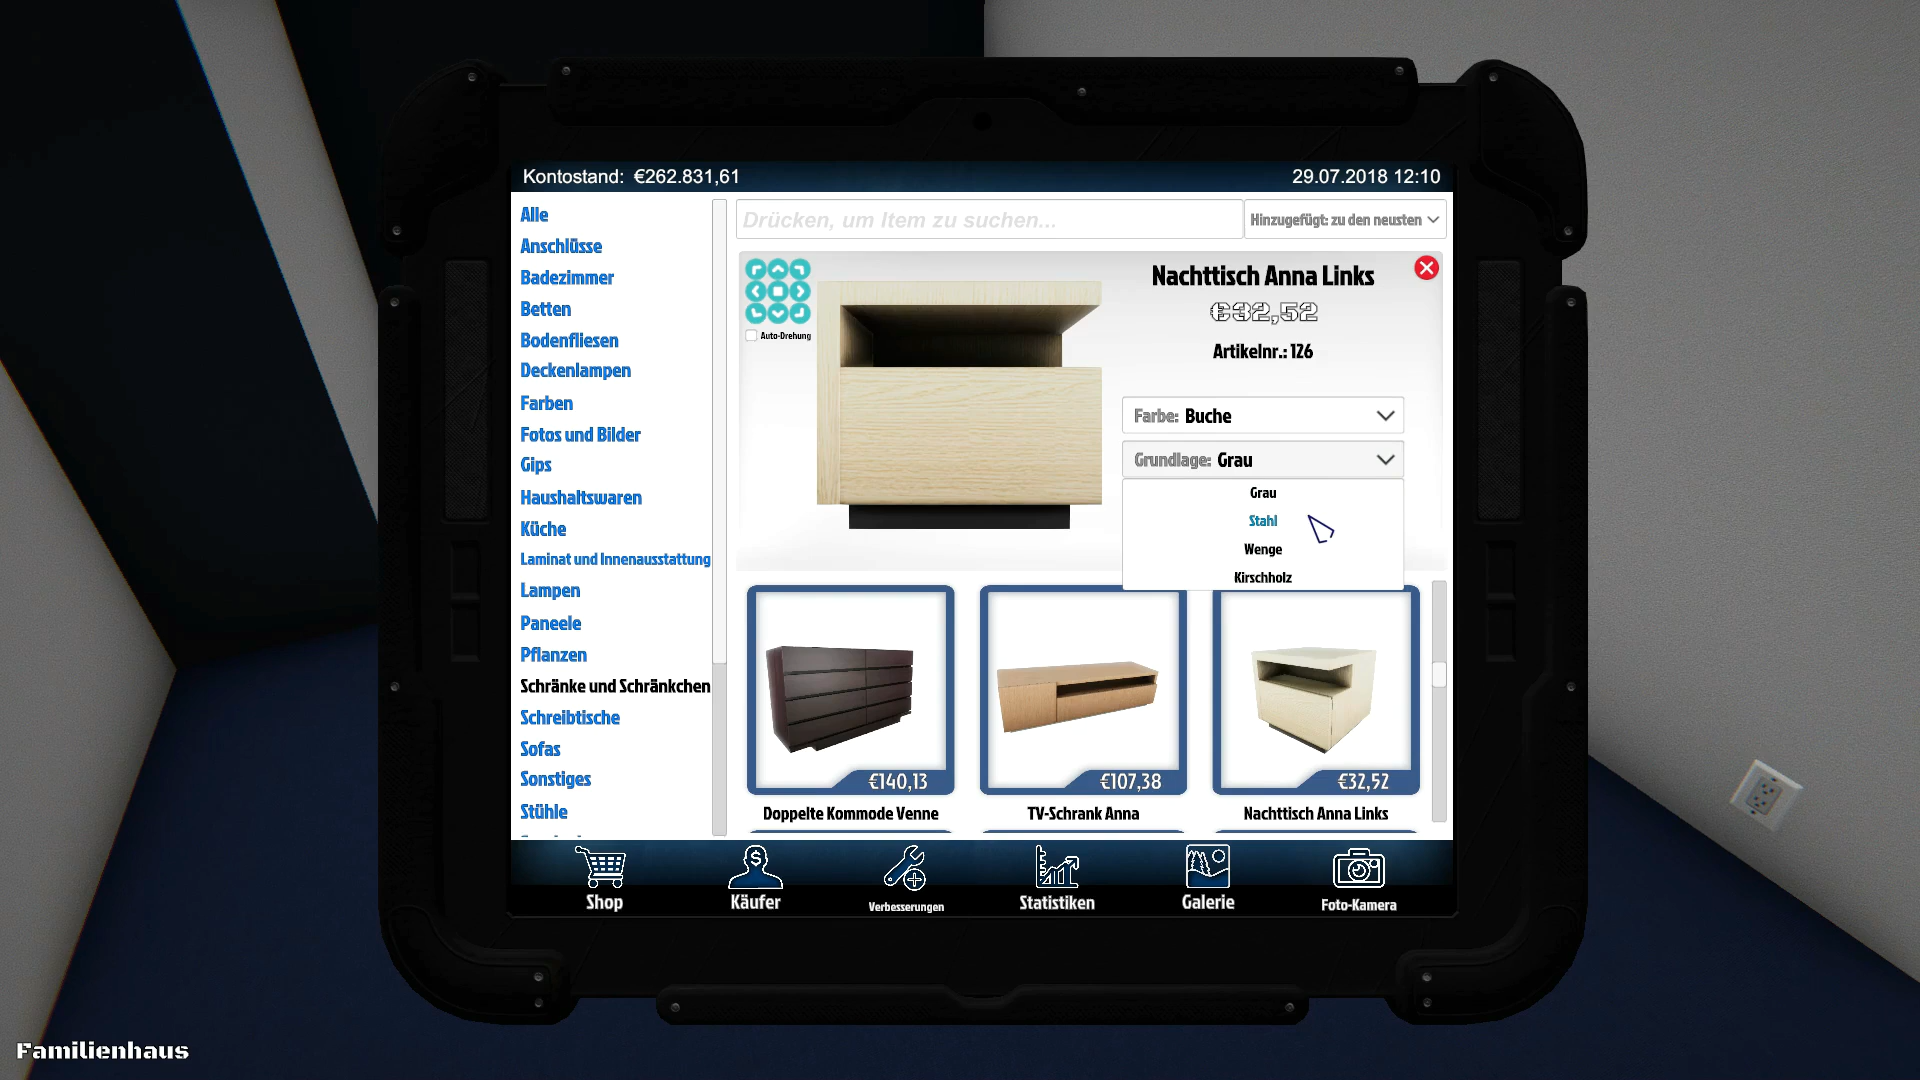 Kontostand: €262.831,61
29.07.2018 12:10
Alle
Anschlüsse
Badezimmer
Betten
Bodenfliesen
Deckenlampen
Farben
Fotos und Bilder
Gips
Haushaltswaren
Küche
Laminat und Innenausstattung
Lampen
Paneele
Pflanzen
Schränke und Schränkchen
Schreibtische
Sofas
Sonstiges
Stühle
Drücken, um Item zu suchen...
Hinzugefügt: zu den neusten
Auto-Drehung
Nachttisch Anna Links
€32,52
Artikelnr.: 126
Farbe: Buche
Grundlage: Grau
Grau
Stahl
Wenge
Kirschholz
€140,13
Doppelte Kommode Venne
€107,38
TV-Schrank Anna
€32,52
Nachttisch Anna Links
Shop
Käufer
Verbesserungen
Statistiken
Galerie
Foto-Kamera
Familienhaus